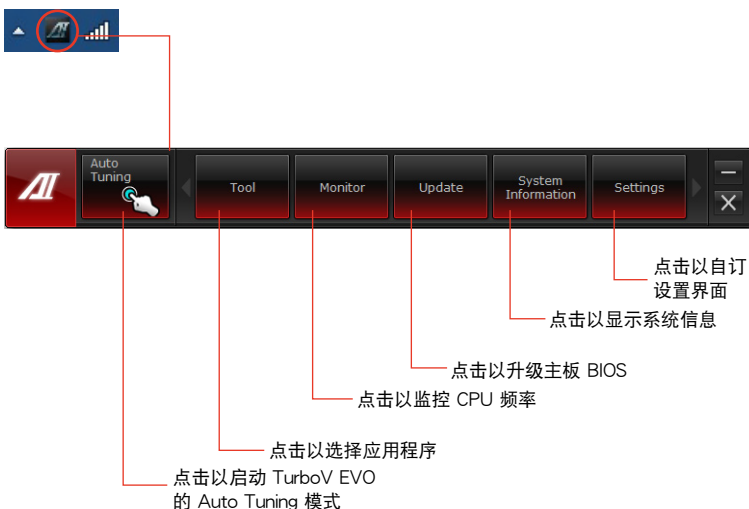 Auto
Tuning
Tool
Monitor
Update
System
Information
Settings
点击以自订
设置界面
点击以显示系统信息
点击以升级主板 BIOS
点击以监控 CPU 频率
点击以选择应用程序
点击以启动 TurboV EVO
的 Auto Tuning 模式